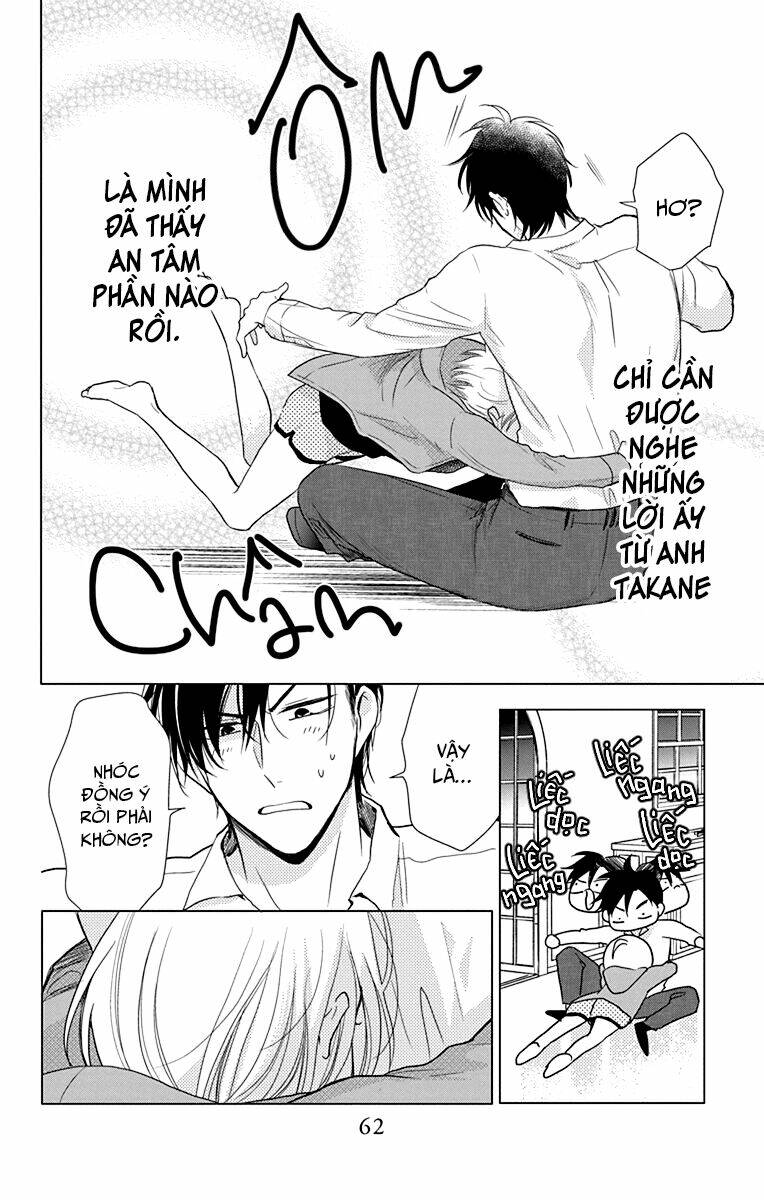 HƠ?
CHỈ CẦN
ĐƯỢC
NGHE
NHỮNG
LỜI ẤY
TỪ ANH
TAKANE
ÔM
LÀ MÌNH
ĐÃ THẤY
AN TÂM
PHẦN NÀO
RỒI.
Chầm
LIẾC
NGANG
LIẾC
DỌC
LIẾC
DỌC
LIẾC
NGANG
VẬY
LÀ...
NHÓC
ĐỒNG Ý
RỒI PHẢI
KHÔNG?
62